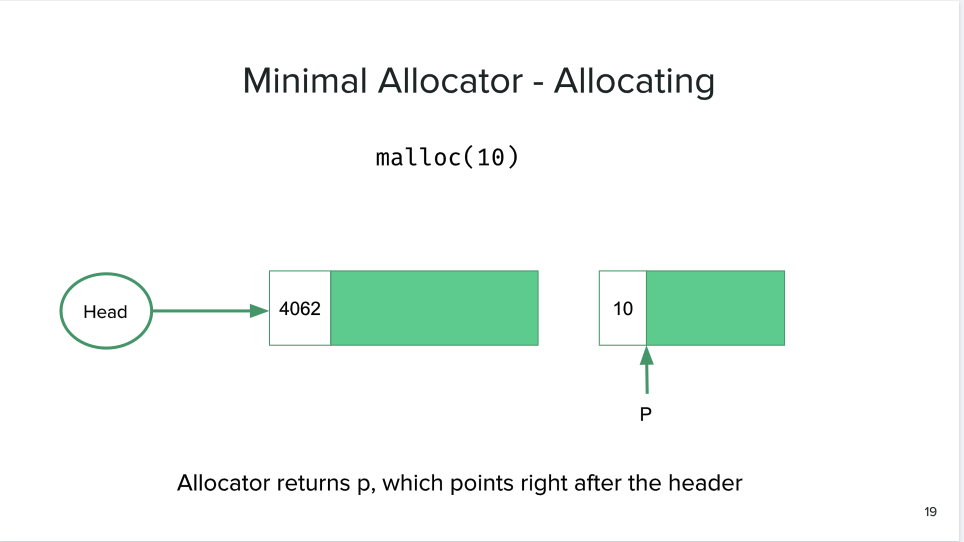 Minimal Allocator - Allocating
malloc(10)
Head
4062
10
P
Allocator returns p, which points right after the header
19